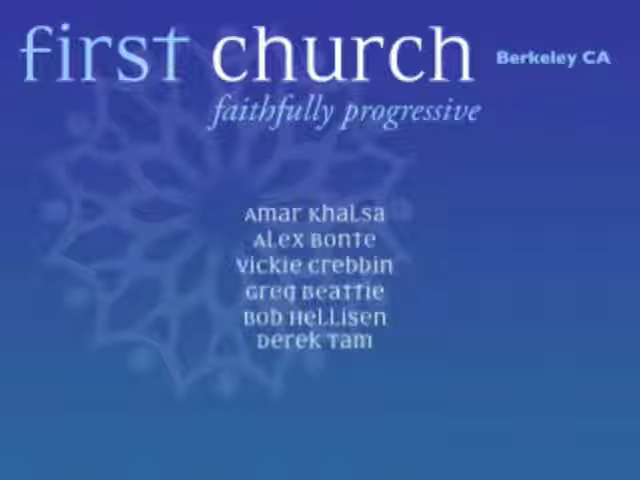 first church Berkeley CA
faithfully progressive
Amar Khalsa
Alex Bonte
Vickie Crebbin
Greg Beattie
Bob Hellisen
Derek Tam